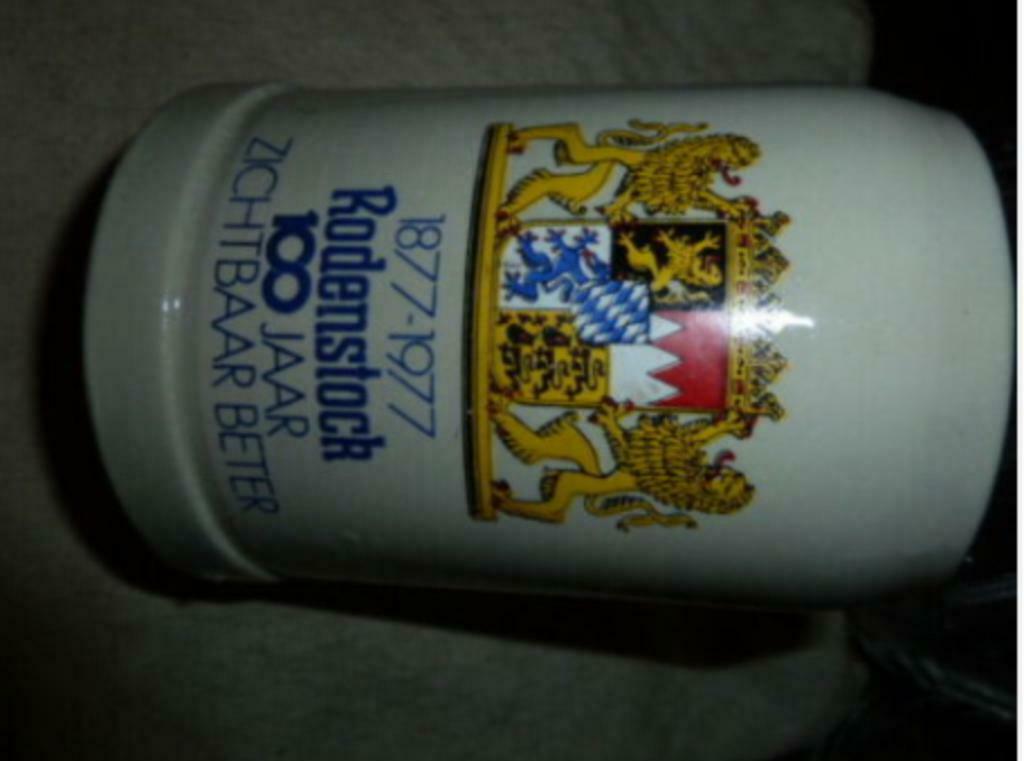 1877-1977
Rodenstock
100 JAAR
ZICHTBAAR BETER